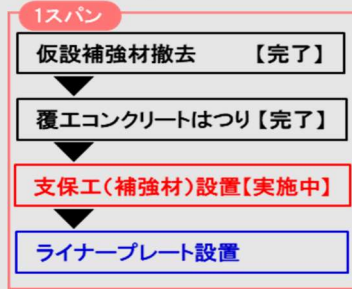 1スパン
仮設補強材撤去　【完了】
覆工コンクリートはつり【完了】
支保工(補強材)設置【実施中】
ライナープレート設置